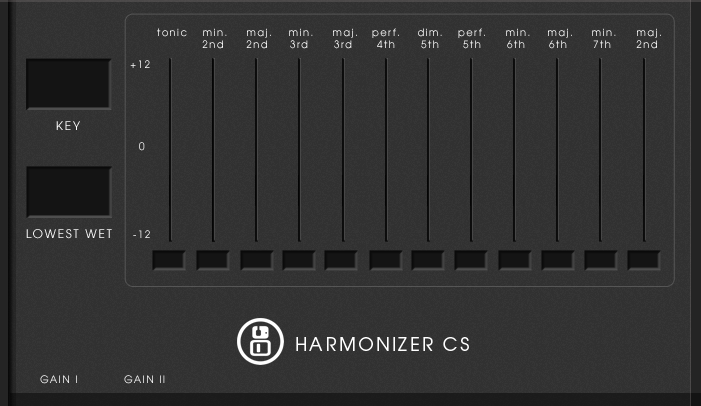 tonic min. maj. min. maj. perf. dim. perf. min. maj. min. maj.
2nd 2nd 3rd 3rd 4th 5th 5th 6th 6th 7th 2nd
+12
KEY
0
LOWEST WET
-12
HARMONIZER CS
GAIN I GAIN II